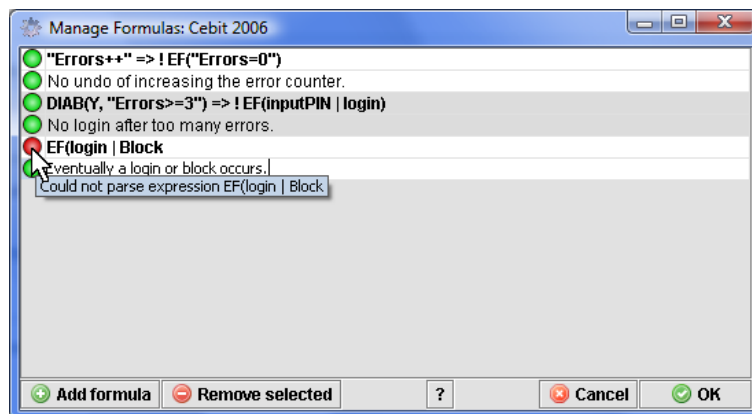 Manage Formulas: Cebit 2006
"Errors++" => ! EF("Errors=0")
No undo of increasing the error counter.
DIAB(Y, "Errors>=3") => ! EF(inputPIN | login)
No login after too many errors.
EF(login | Block
Eventually a login or block occurs.
Could not parse expression EF(login | Block
Add formula Remove selected ? Cancel OK